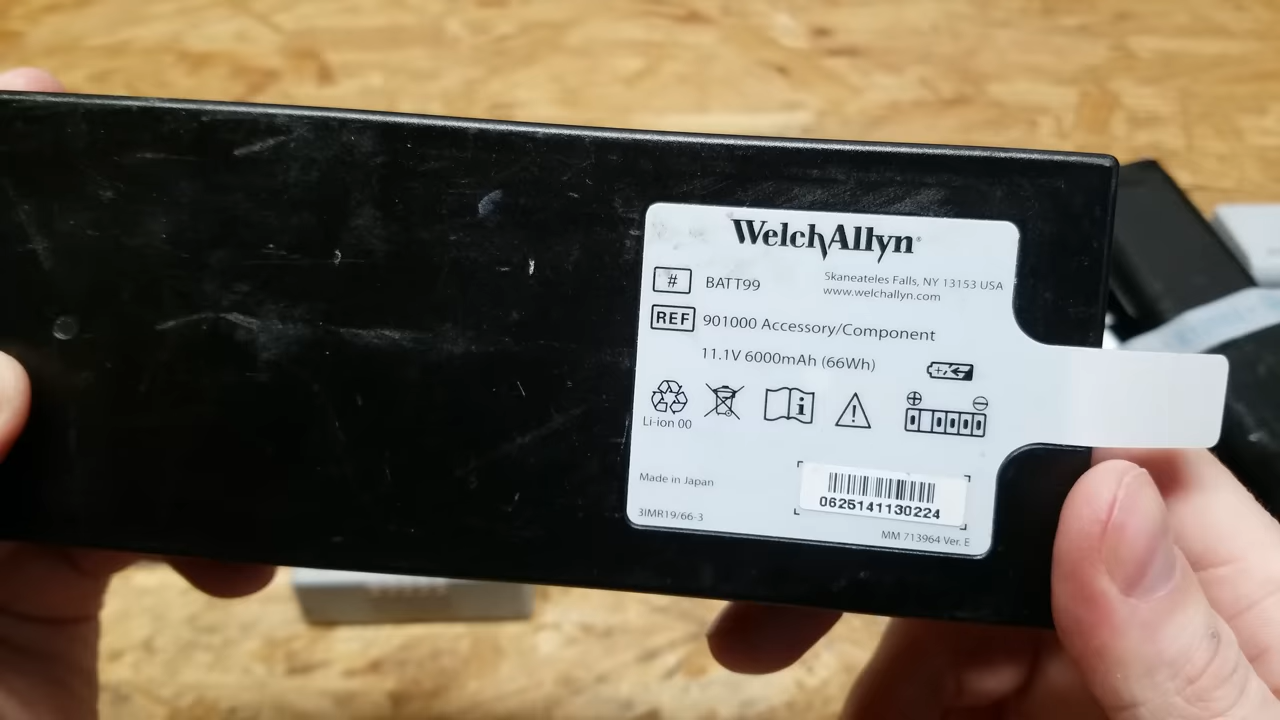 WelchAllyn®
# BATT99
Skaneateles Falls, NY 13153 USA
www.welchallyn.com
REF 901000 Accessory/Component
11.1V 6000mAh (66Wh)
Li-ion 00
Made in Japan
0625141130224
3IMR19/66-3
MM 713964 Ver. E